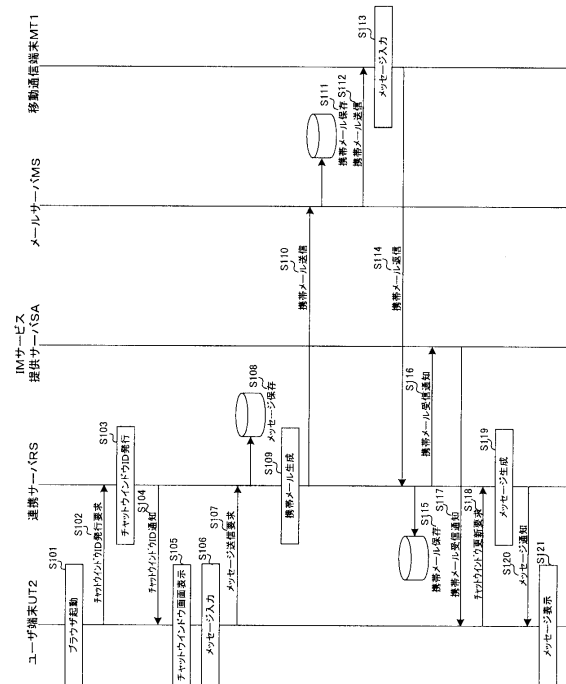 ユーザ端末UT2
連携サーバRS
IMサービス
提供サーバSA
メールサーバMS
移動通信端末MT1
S101
ブラウザ起動
S102
チャットウインドウID発行要求
S103
チャットウインドウID発行
S104
チャットウインドウID通知
S105
チャットウインドウ画面表示
S106
メッセージ入力
S107
メッセージ送信要求
S108
メッセージ保存
S109
携帯メール生成
S110
携帯メール送信
S111
携帯メール保存
S112
携帯メール送信
S113
メッセージ入力
S114
携帯メール返信
S115
携帯メール保存
S116
携帯メール受信通知
S117
携帯メール受信通知
S118
チャットウインドウ更新要求
S119
メッセージ生成
S120
メッセージ通知
S121
メッセージ表示